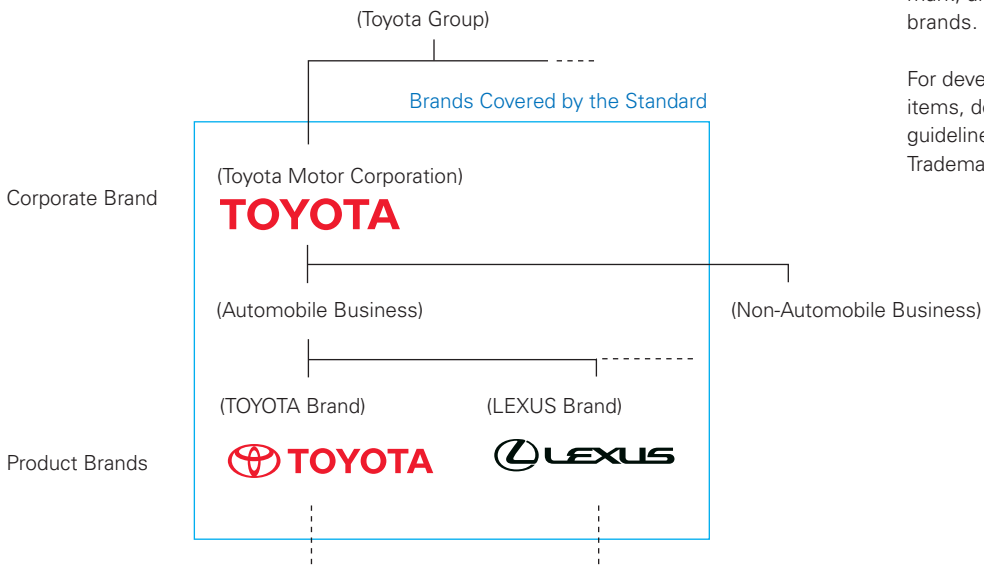 (Toyota Group)
brands.
For deve
items, de
guideline
Tradema
Brands Covered by the Standard
(Toyota Motor Corporation)
Corporate Brand
TOYOTA
(Automobile Business)
(Non-Automobile Business)
(TOYOTA Brand)
(LEXUS Brand)
Product Brands
TOYOTA
LEXUS